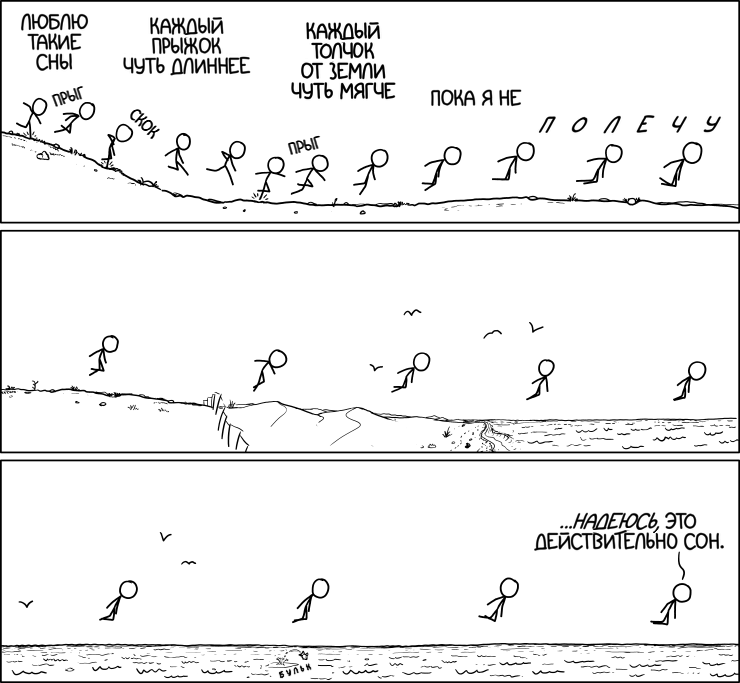 ЛЮБЛЮ
ТАКИЕ
СНЫ
ПРЫГ
СКОК
КАЖДЫЙ
ПРЫЖОК
ЧУТЬ ДЛИННЕЕ
ПРЫГ
КАЖДЫЙ
ТОЛЧОК
ОТ ЗЕМЛИ
ЧУТЬ МЯГЧЕ
ПОКА Я НЕ
ПОЛЕЧУ
...НАДЕЮСЬ, ЭТО
ДЕЙСТВИТЕЛЬНО СОН.
БУЛЬК